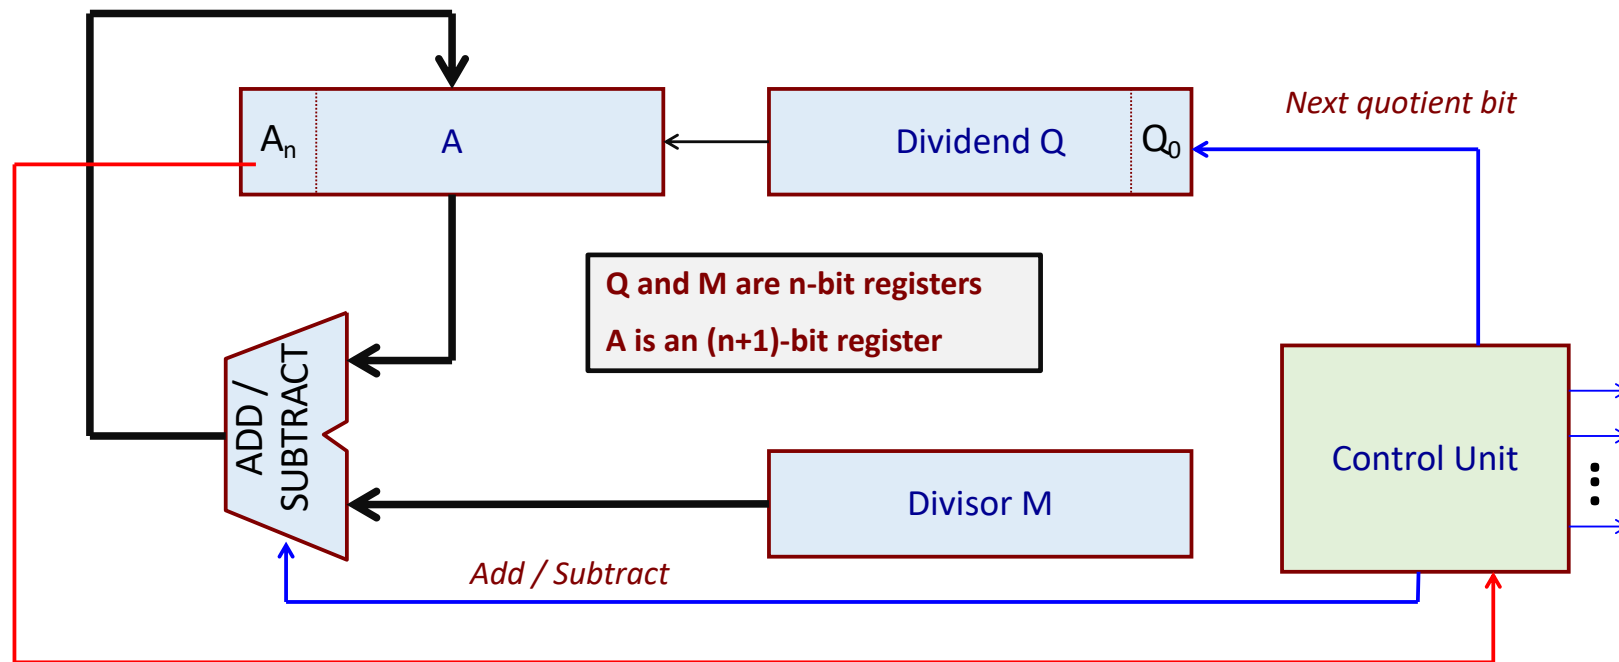 Next quotient bit
Aₙ
A
Dividend Q
Q₀
Q and M are n-bit registers
A is an (n+1)-bit register
ADD /
SUBTRACT
Control Unit
Divisor M
Add / Subtract